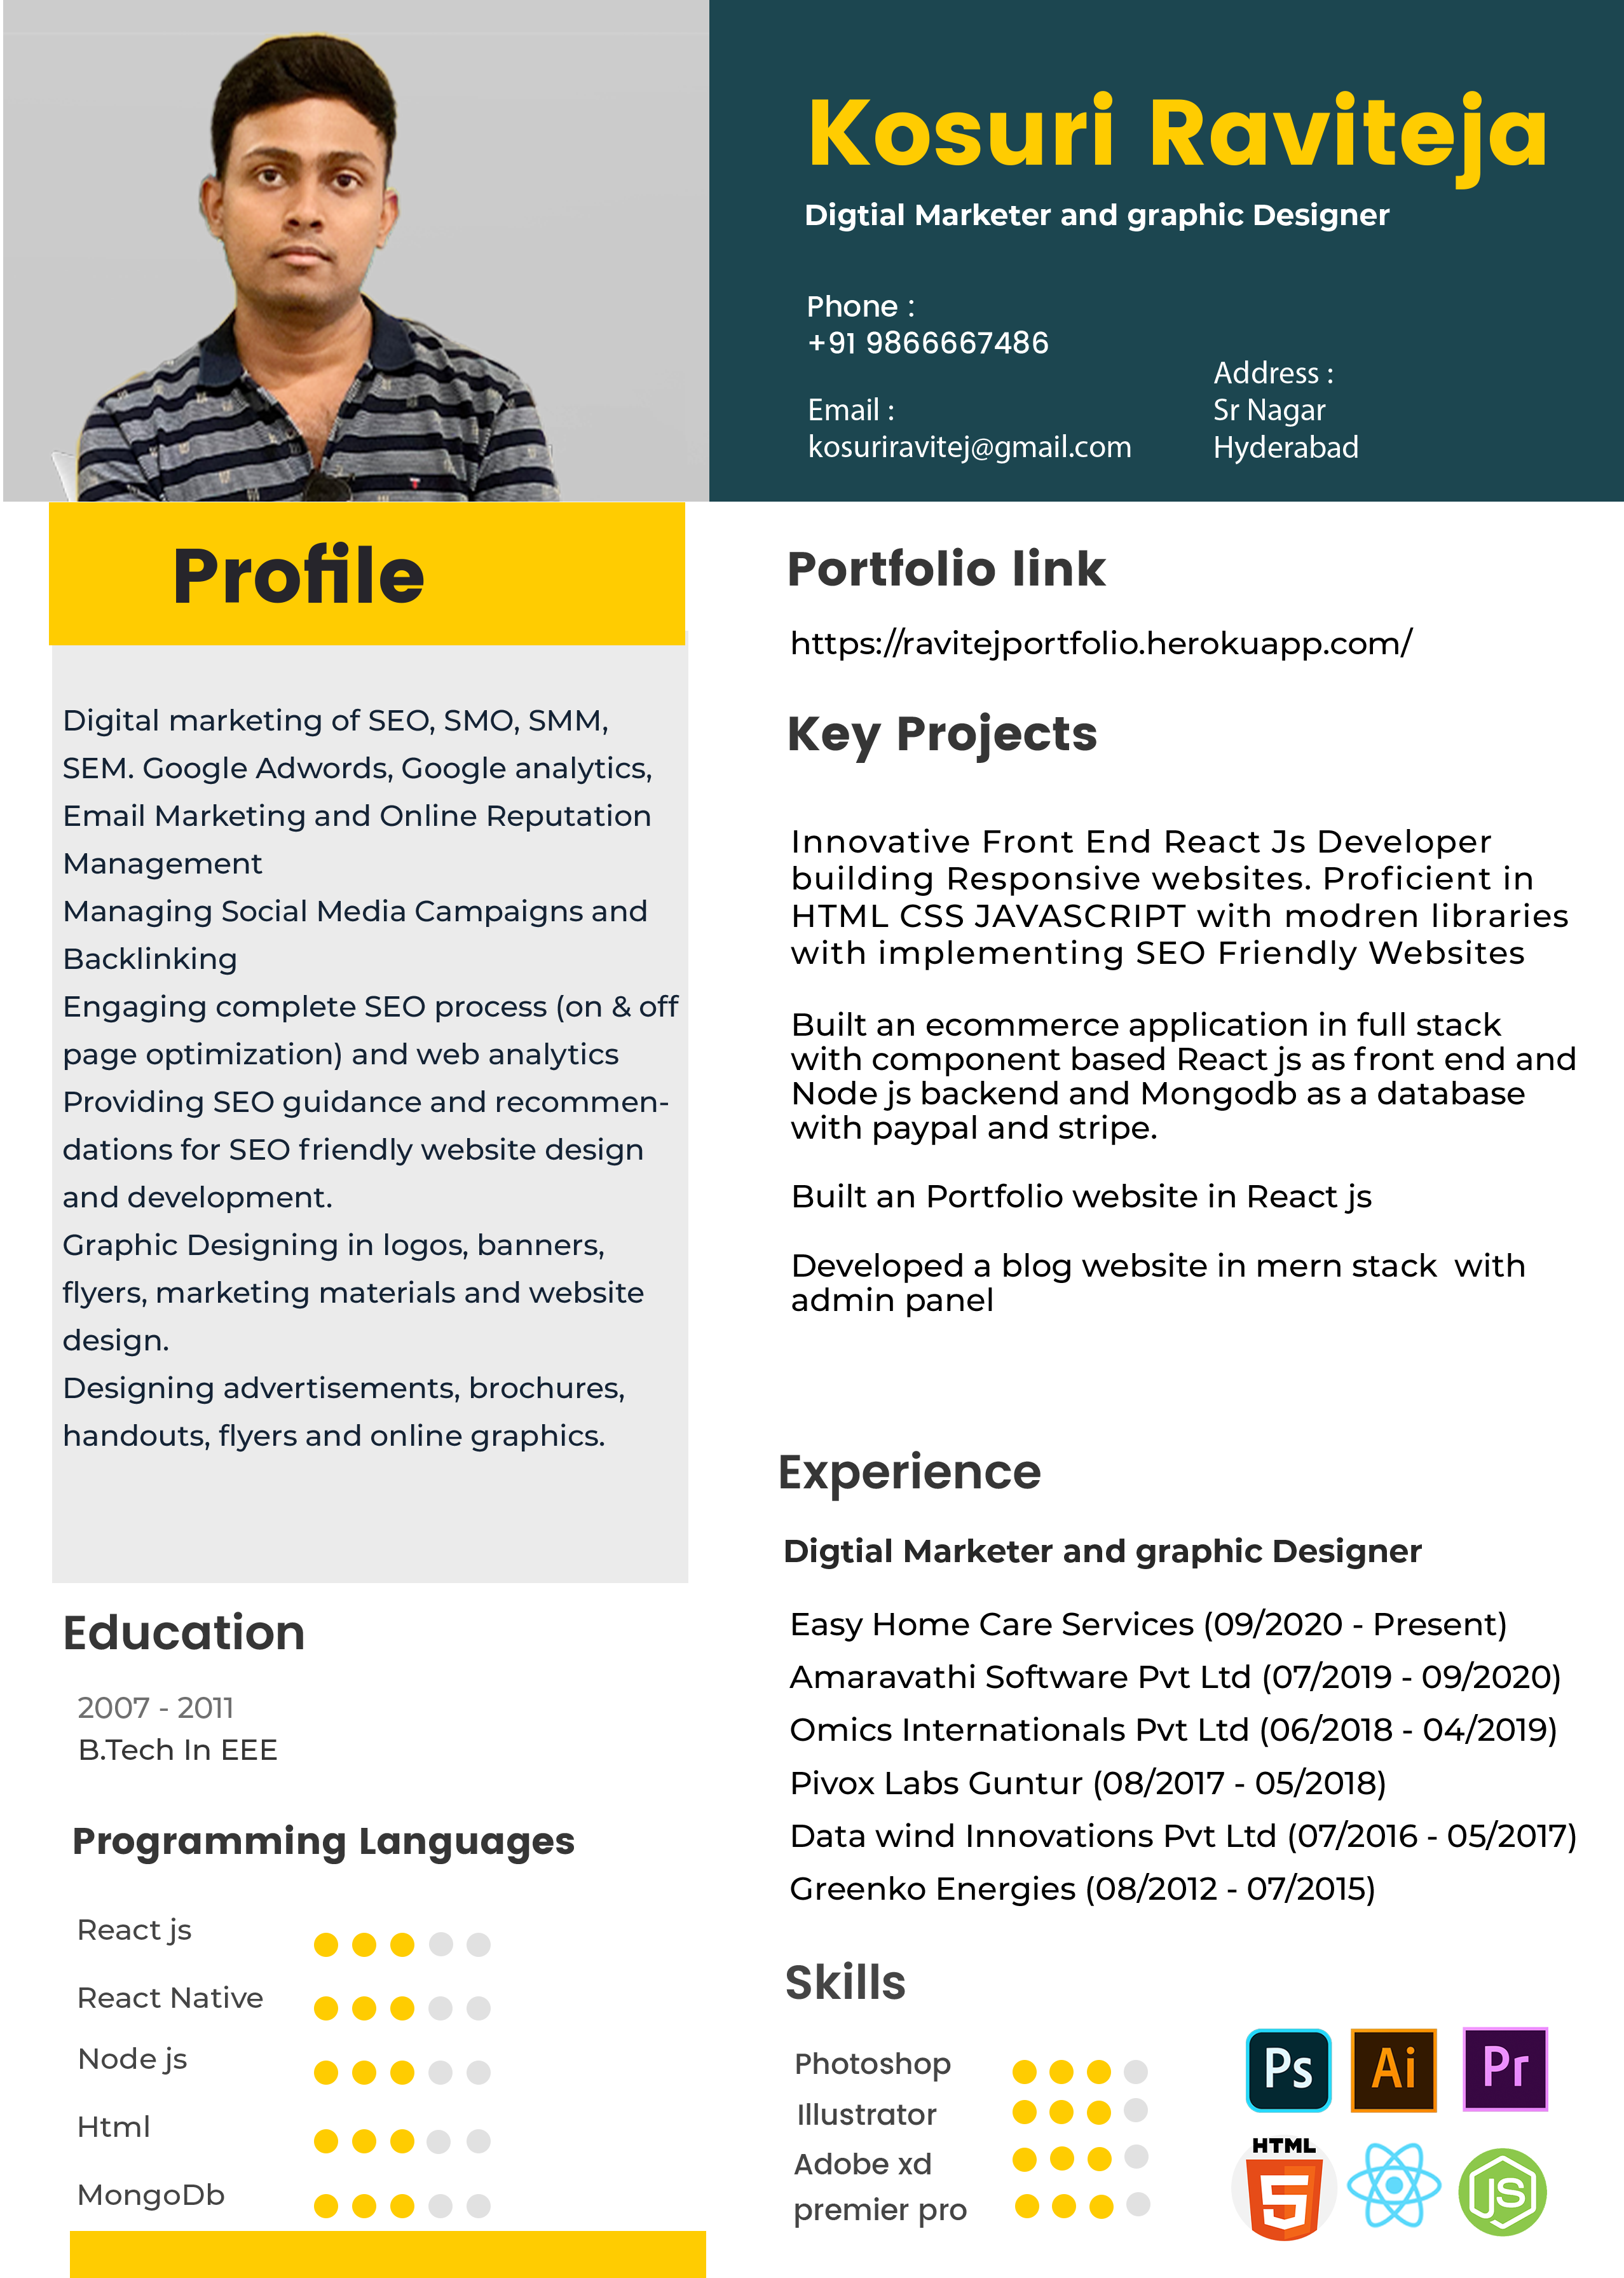 Kosuri Raviteja
Digtial Marketer and graphic Designer
Phone :
+91 9866667486
Email :
kosuriravitej@gmail.com
Address :
Sr Nagar
Hyderabad
Profile
Digital marketing of SEO, SMO, SMM,
SEM. Google Adwords, Google analytics,
Email Marketing and Online Reputation
Management
Managing Social Media Campaigns and
Backlinking
Engaging complete SEO process (on & off
page optimization) and web analytics
Providing SEO guidance and recommen-
dations for SEO friendly website design
and development.
Graphic Designing in logos, banners,
flyers, marketing materials and website
design.
Designing advertisements, brochures,
handouts, flyers and online graphics.
Education
2007 - 2011
B.Tech In EEE
Programming Languages
React js
React Native
Node js
Html
MongoDb
Portfolio link
https://ravitejportfolio.herokuapp.com/
Key Projects
Innovative Front End React Js Developer
building Responsive websites. Proficient in
HTML CSS JAVASCRIPT with modren libraries
with implementing SEO Friendly Websites
Built an ecommerce application in full stack
with component based React js as front end and
Node js backend and Mongodb as a database
with paypal and stripe.
Built an Portfolio website in React js
Developed a blog website in mern stack  with
admin panel
Experience
Digtial Marketer and graphic Designer
Easy Home Care Services (09/2020 - Present)
Amaravathi Software Pvt Ltd (07/2019 - 09/2020)
Omics Internationals Pvt Ltd (06/2018 - 04/2019)
Pivox Labs Guntur (08/2017 - 05/2018)
Data wind Innovations Pvt Ltd (07/2016 - 05/2017)
Greenko Energies (08/2012 - 07/2015)
Skills
Photoshop
Illustrator
Adobe xd
premier pro
Ps Ai Pr
HTML
5 JS